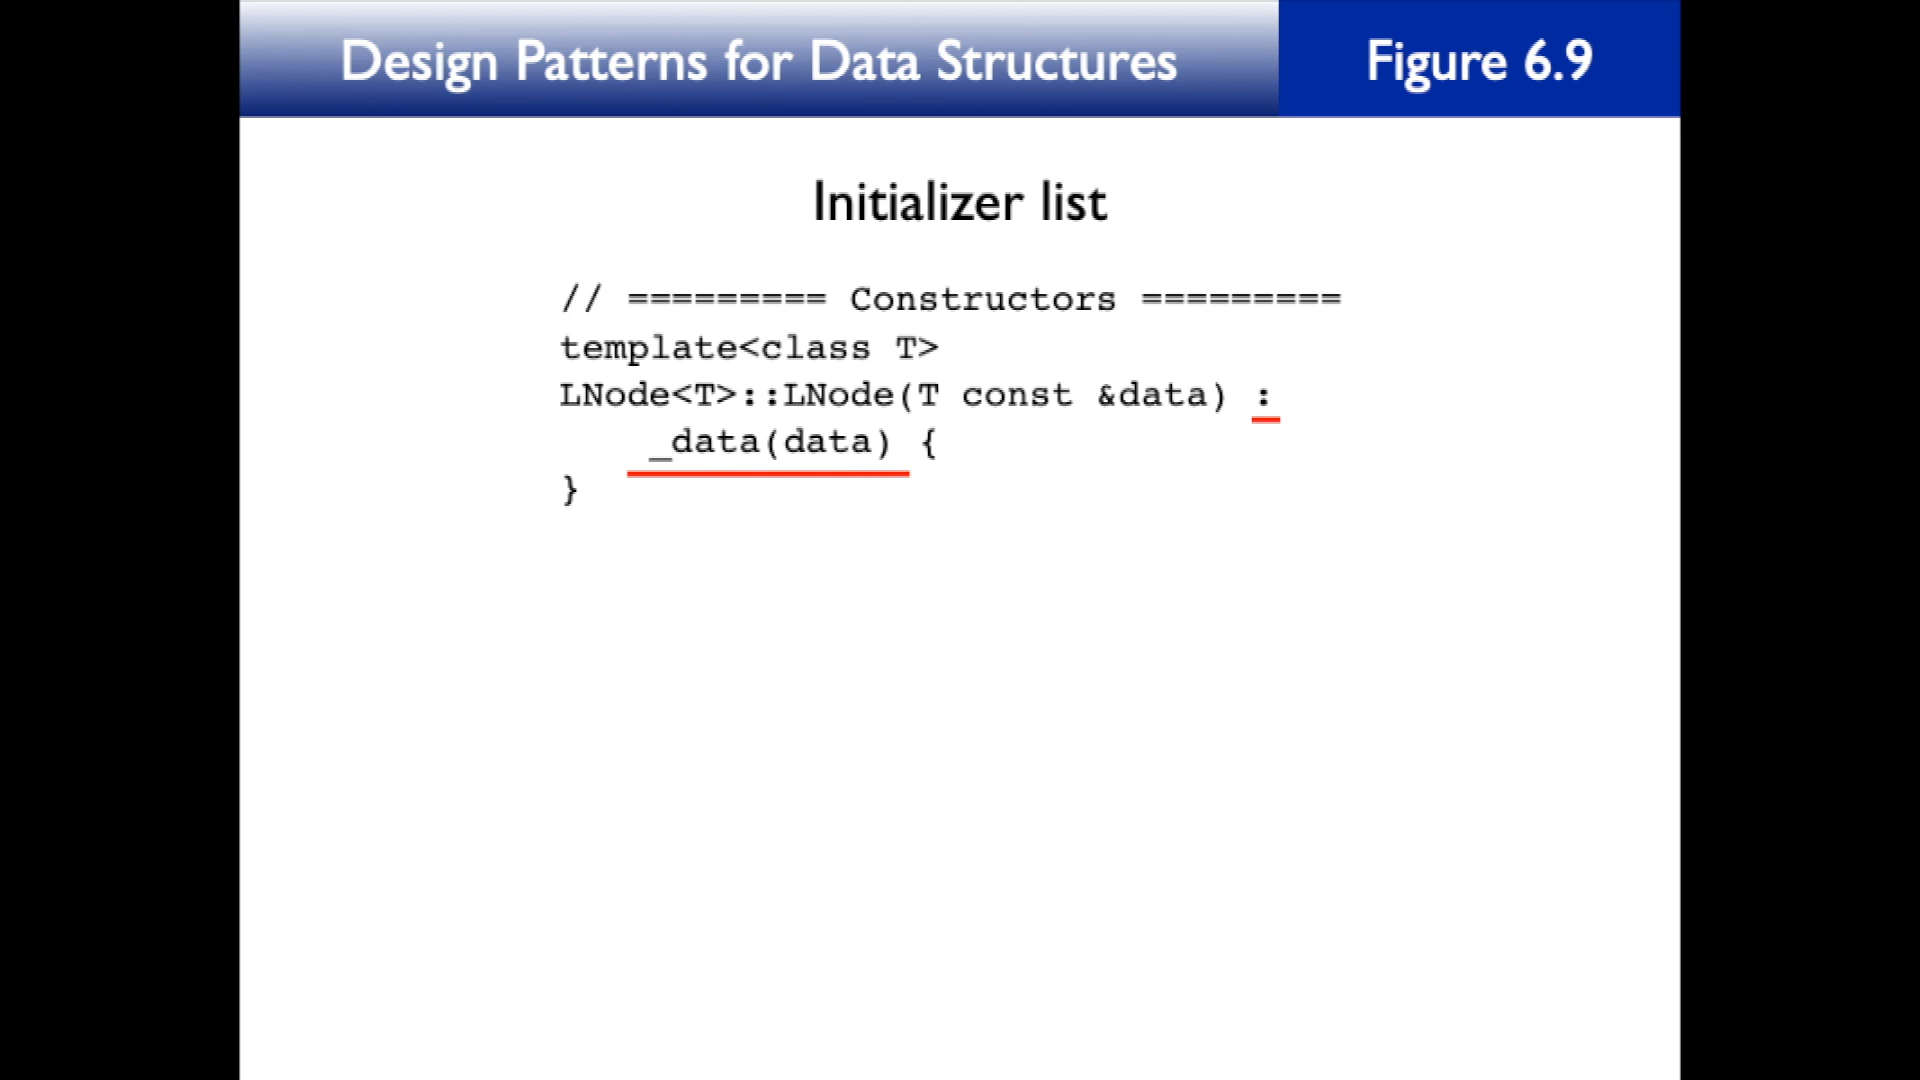 Design Patterns for Data Structures
Figure 6.9
Initializer list
// ========= Constructors =========
template<class T>
LNode<T>::LNode(T const &data) :
    _data(data) {
}